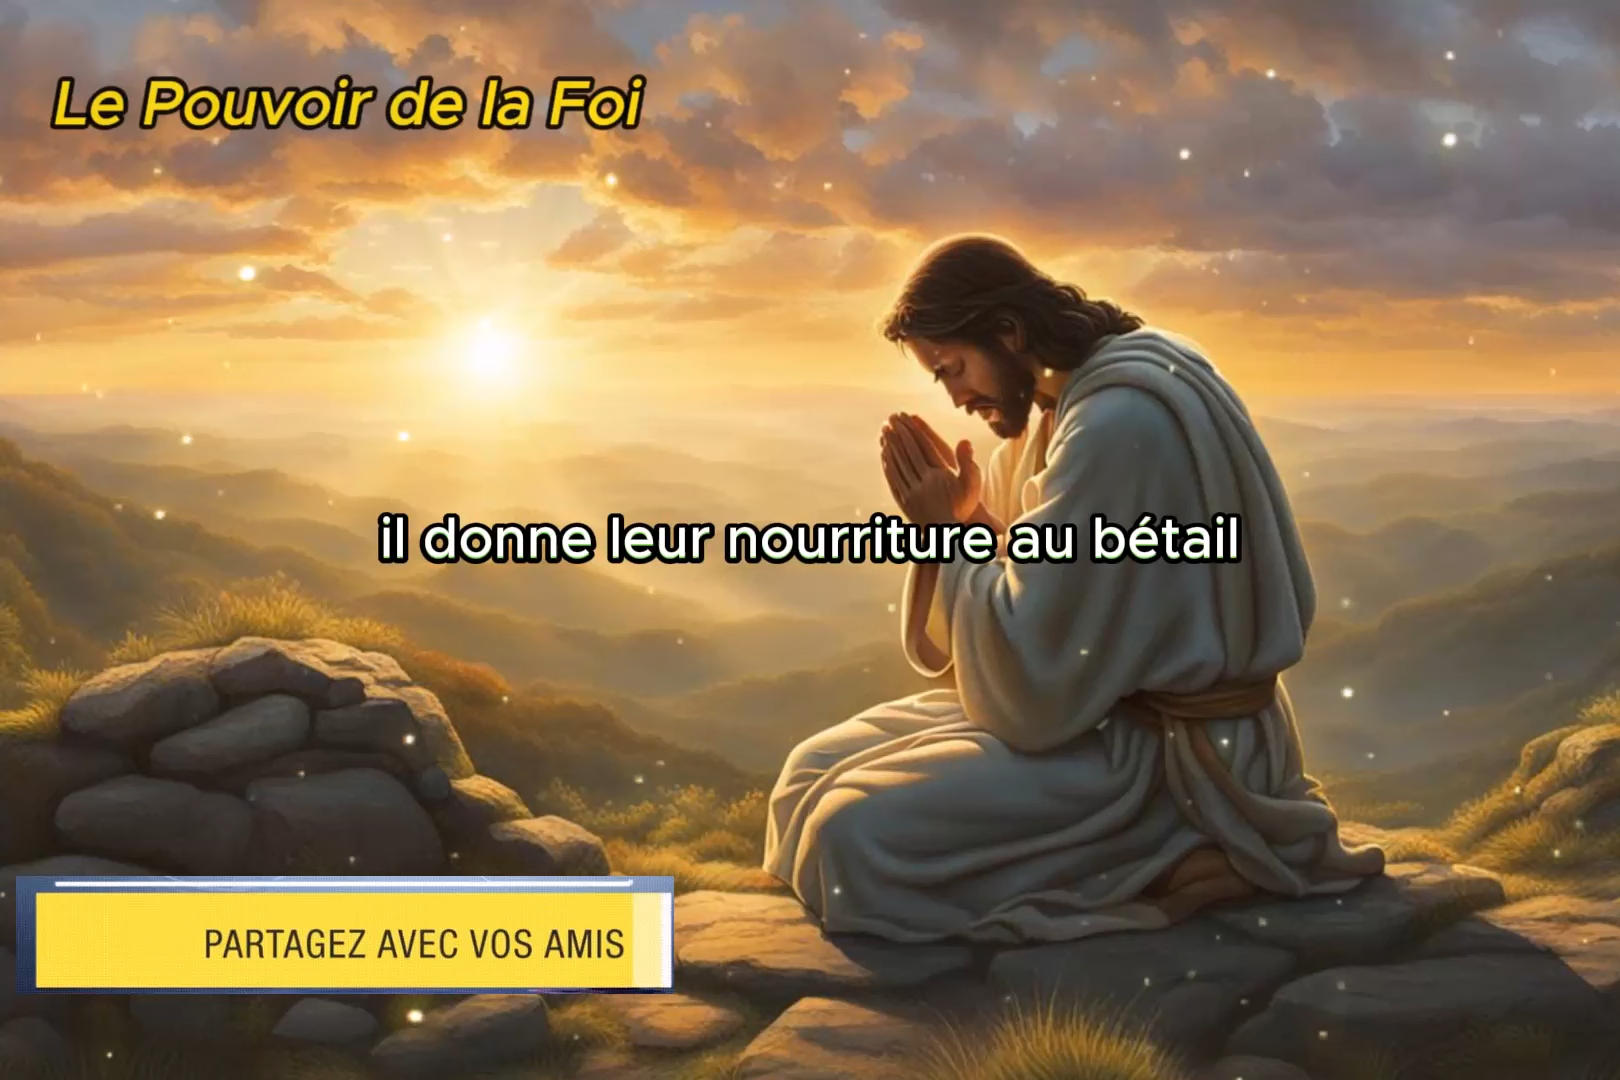 Le Pouvoir de la Foi
il donne leur nourriture au bétail
PARTAGEZ AVEC VOS AMIS